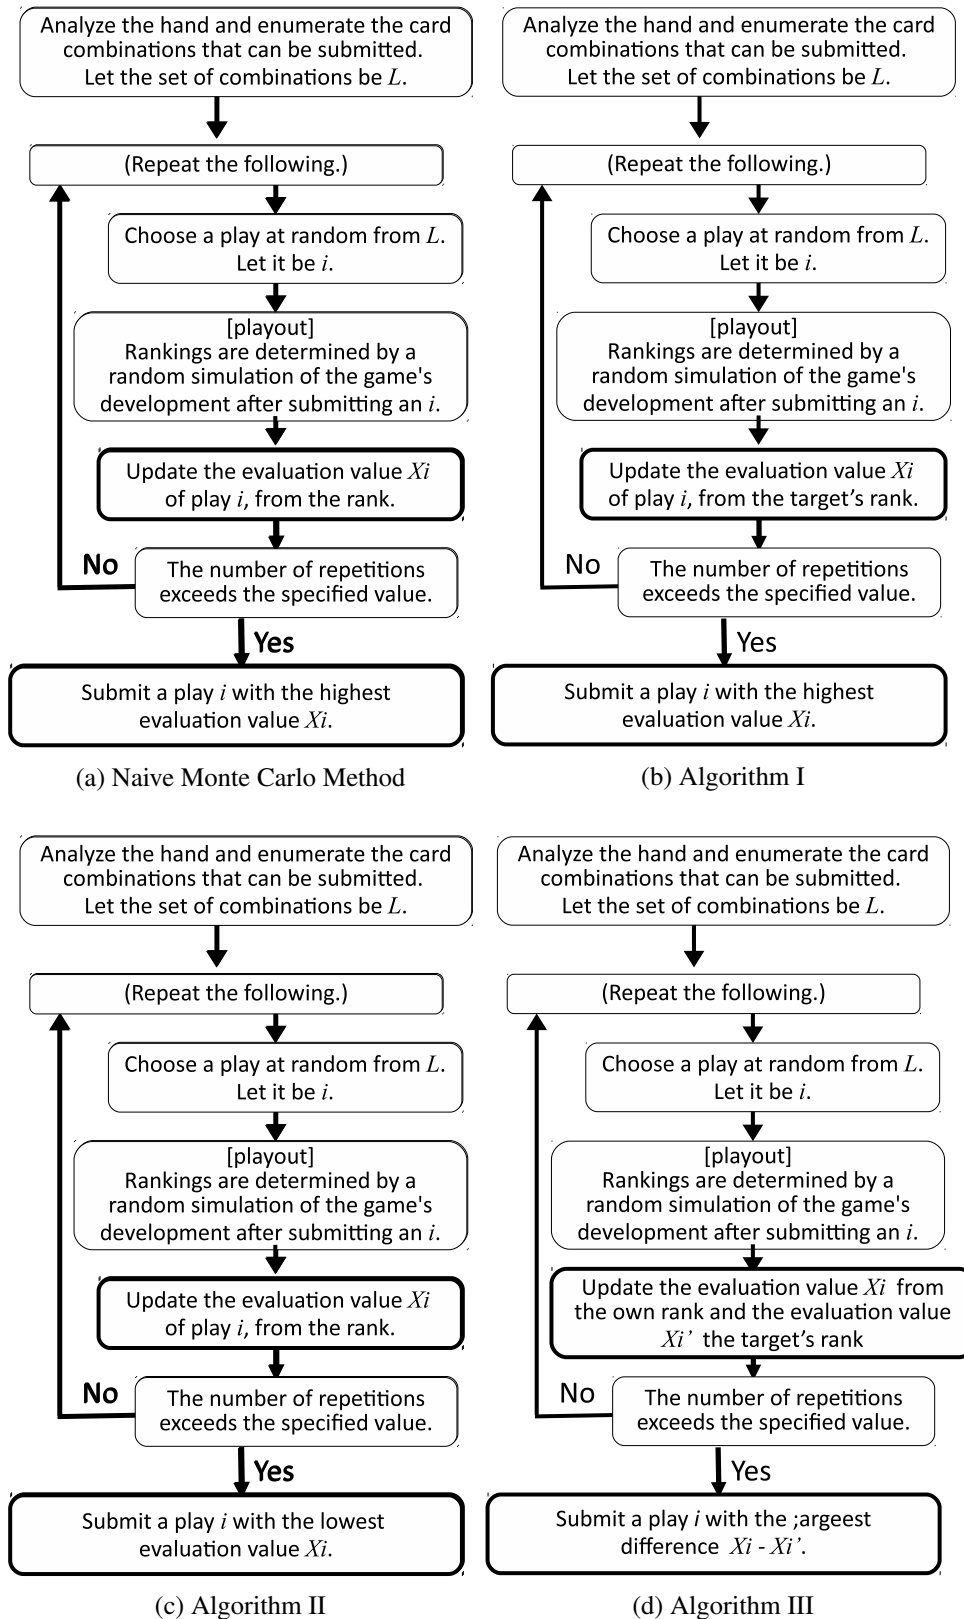 Analyze the hand and enumerate the card
combinations that can be submitted.
Let the set of combinations be L.
(Repeat the following.)
Choose a play at random from L.
Let it be i.
[playout]
Rankings are determined by a
random simulation of the game's
development after submitting an i.
Update the evaluation value Xi
of play i, from the rank.
No
The number of repetitions
exceeds the specified value.
Yes
Submit a play i with the highest
evaluation value Xi.
(a) Naive Monte Carlo Method
Analyze the hand and enumerate the card
combinations that can be submitted.
Let the set of combinations be L.
(Repeat the following.)
Choose a play at random from L.
Let it be i.
[playout]
Rankings are determined by a
random simulation of the game's
development after submitting an i.
Update the evaluation value Xi
of play i, from the target’s rank.
No
The number of repetitions
exceeds the specified value.
Yes
Submit a play i with the highest
evaluation value Xi.
(b) Algorithm I
Analyze the hand and enumerate the card
combinations that can be submitted.
Let the set of combinations be L.
(Repeat the following.)
Choose a play at random from L.
Let it be i.
[playout]
Rankings are determined by a
random simulation of the game's
development after submitting an i.
Update the evaluation value Xi
of play i, from the rank.
No
The number of repetitions
exceeds the specified value.
Yes
Submit a play i with the lowest
evaluation value Xi.
(c) Algorithm II
Analyze the hand and enumerate the card
combinations that can be submitted.
Let the set of combinations be L.
(Repeat the following.)
Choose a play at random from L.
Let it be i.
[playout]
Rankings are determined by a
random simulation of the game's
development after submitting an i.
Update the evaluation value Xi from
the own rank and the evaluation value
Xi’ the target’s rank
No
The number of repetitions
exceeds the specified value.
Yes
Submit a play i with the ;argeest
difference Xi - Xi’.
(d) Algorithm III